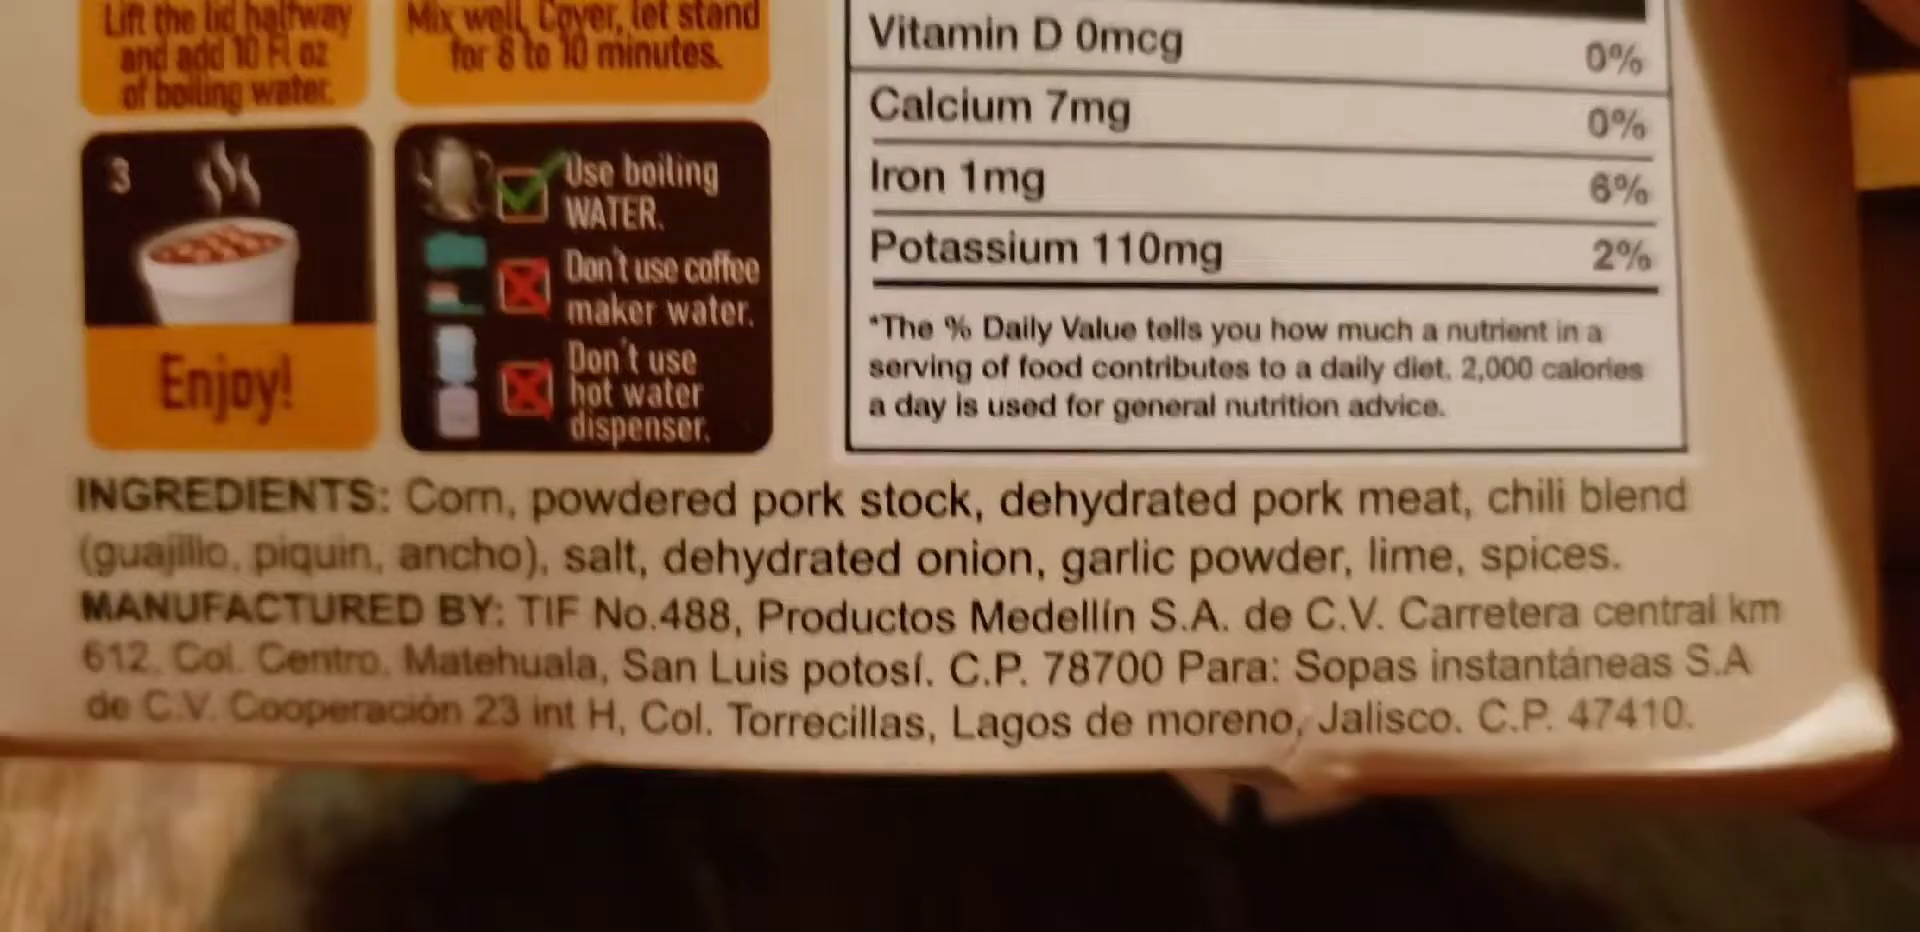 Lift the lid halfway
and add 10 Fl oz
of boiling water.
Mix well, Cover, let stand
for 8 to 10 minutes.
3
Enjoy!
Use boiling
WATER.
Don't use coffee
maker water.
Don't use
hot water
dispenser.
Vitamin D 0mcg 0%
Calcium 7mg 0%
Iron 1mg 6%
Potassium 110mg 2%
*The % Daily Value tells you how much a nutrient in a
serving of food contributes to a daily diet. 2,000 calories
a day is used for general nutrition advice.
INGREDIENTS: Corn, powdered pork stock, dehydrated pork meat, chili blend
(guajillo, piquin, ancho), salt, dehydrated onion, garlic powder, lime, spices.
MANUFACTURED BY: TIF No.488, Productos Medellín S.A. de C.V. Carretera central km
612, Col. Centro, Matehuala, San Luis potosí. C.P. 78700 Para: Sopas instantáneas S.A
de C.V. Cooperación 23 int H, Col. Torrecillas, Lagos de moreno, Jalisco. C.P. 47410.